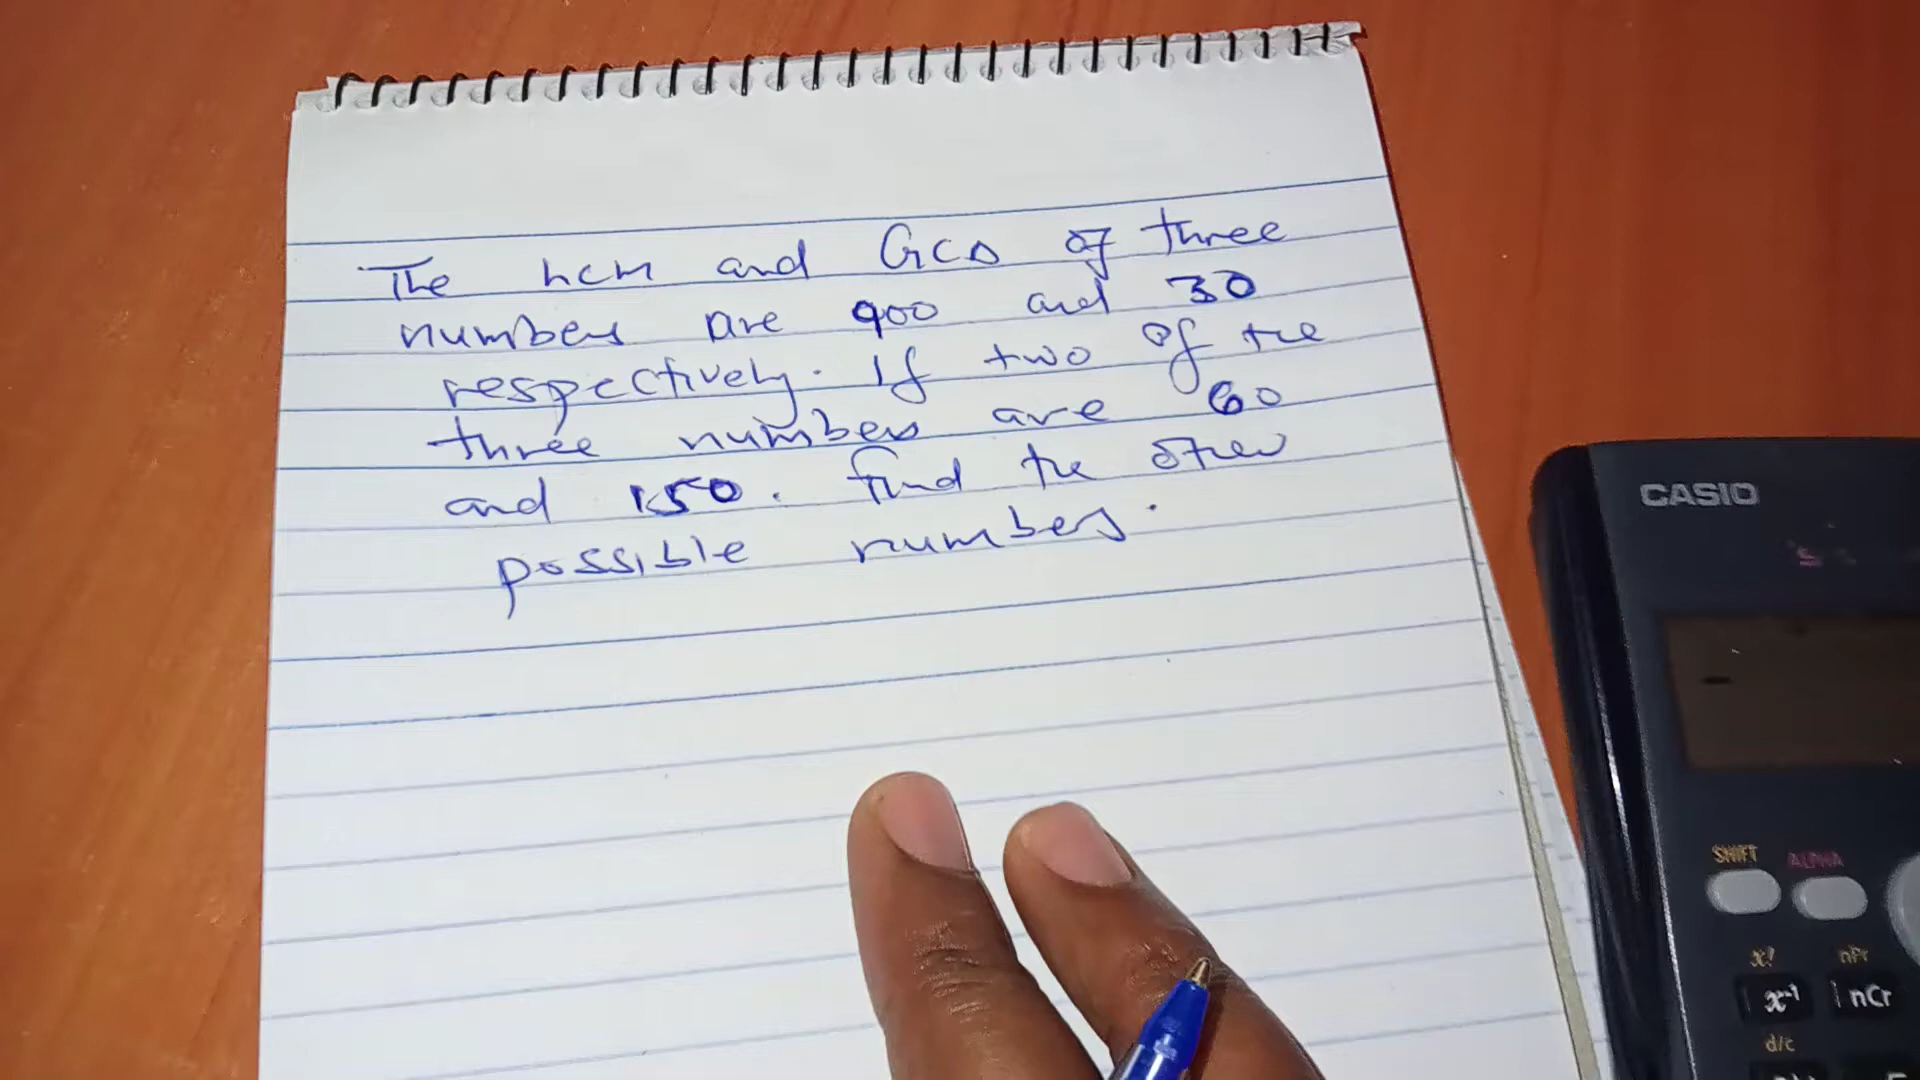 The LCM and GCD of three
numbers are 900 and 30
respectively. If two of the
three numbers are 60
and 150. Find the other
possible numbers.
CASIO
SHIFT
ALPHA
x!
nPr
x⁻¹
nCr
d/c